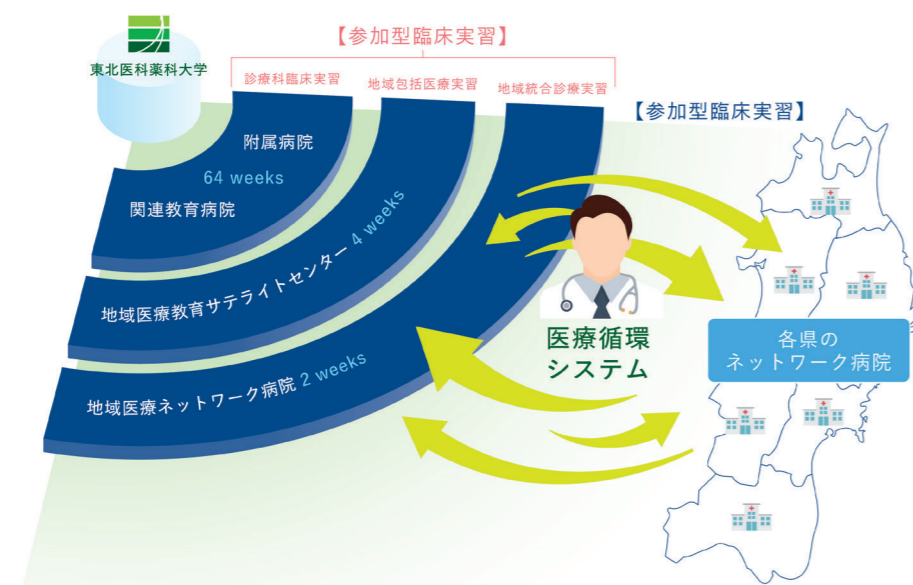 東北医科薬科大学
【参加型臨床実習】
診療科臨床実習
地域包括医療実習
地域統合診療実習
【参加型臨床実習】
附属病院
64 weeks
関連教育病院
地域医療教育サテライトセンター 4 weeks
地域医療ネットワーク病院 2 weeks
医療循環
システム
各県の
ネットワーク病院